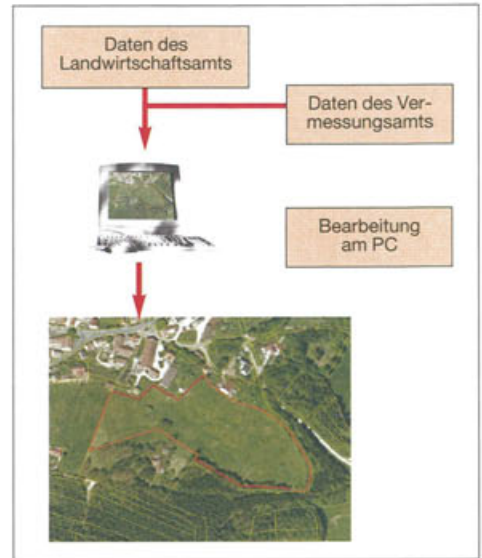 Daten des
Landwirtschaftsamts
Daten des Ver-
messungsamts
Bearbeitung
am PC